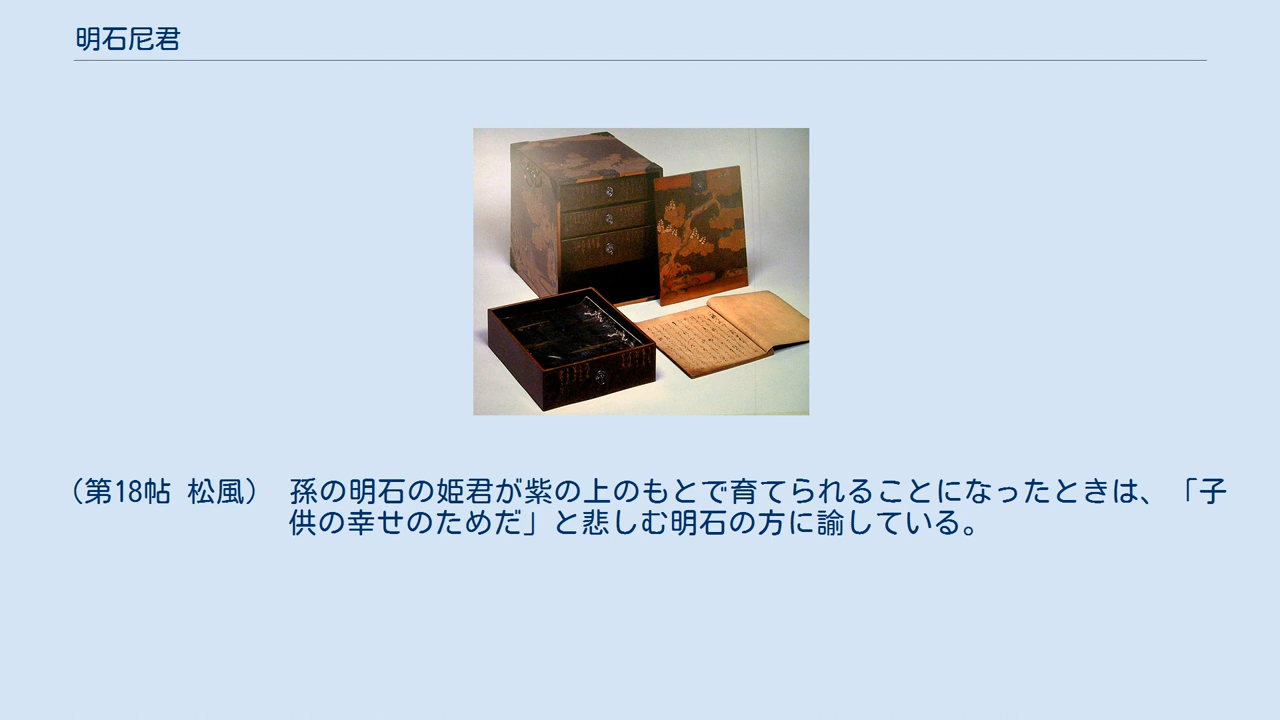 明石尼君
（第18帖 松風） 孫の明石の姫君が紫の上のもとで育てられることになったときは、「子
供の幸せのためだ」と悲しむ明石の方に諭している。